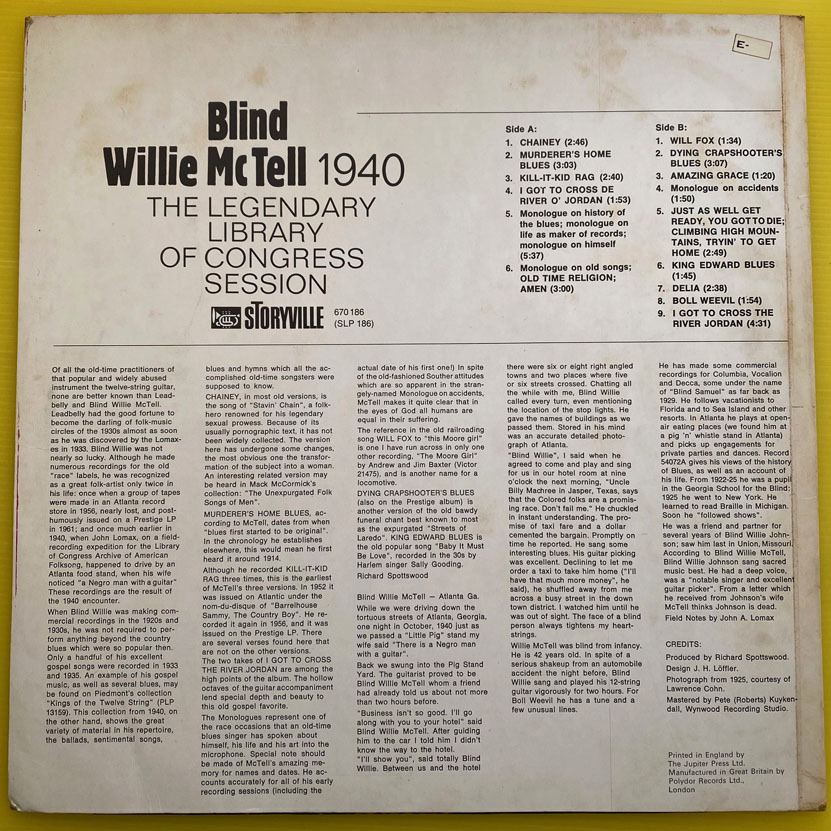 E-
Blind
Willie McTell 1940
THE LEGENDARY
LIBRARY
OF CONGRESS
SESSION
STORYVILLE 670 186
(SLP 186)
Side A:
1. CHAINEY (2:46)
2. MURDERER'S HOME
BLUES (3:03)
3. KILL-IT-KID RAG (2:40)
4. I GOT TO CROSS DE
RIVER O' JORDAN (1:53)
5. Monologue on history of
the blues; monologue on
life as maker of records;
monologue on himself
(5:37)
6. Monologue on old songs;
OLD TIME RELIGION;
AMEN (3:00)
Side B:
1. WILL FOX (1:34)
2. DYING CRAPSHOOTER'S
BLUES (3:07)
3. AMAZING GRACE (1:20)
4. Monologue on accidents
(1:50)
5. JUST AS WELL GET
READY, YOU GOT TO DIE;
CLIMBING HIGH MOUN-
TAINS, TRYIN' TO GET
HOME (2:49)
6. KING EDWARD BLUES
(1:45)
7. DELIA (2:38)
8. BOLL WEEVIL (1:54)
9. I GOT TO CROSS THE
RIVER JORDAN (4:31)
Of all the old-time practitioners of
that popular and widely abused
instrument the twelve-string guitar,
none are better known than Lead-
belly and Blind Willie McTell.
Leadbelly had the good fortune to
become the darling of folk-music
circles of the 1930s almost as soon
as he was discovered by the Lomax-
es in 1933. Blind Willie was not
nearly so lucky. Although he made
numerous recordings for the old
"race" labels, he was recognized
as a great folk-artist only twice in
his life: once when a group of tapes
were made in an Atlanta record
store in 1956, nearly lost, and post-
humously issued on a Prestige LP
in 1961; and once much earlier in
1940, when John Lomax, on a field-
recording expedition for the Library
of Congress Archive of American
Folksong, happened to drive by an
Atlanta food stand, when his wife
noticed "a Negro man with a guitar"
These recordings are the result of
the 1940 encounter.
When Blind Willie was making com-
mercial recordings in the 1920s and
1930s, he was not required to per-
form anything beyond the country
blues which were so popular then.
Only a handful of his excellent
gospel songs were recorded in 1933
and 1935. An example of his gospel
music, as well as several blues, may
be found on Piedmont's collection
"Kings of the Twelve String" (PLP
13159). This collection from 1940, on
the other hand, shows the great
variety of material in his repertoire,
the ballads, sentimental songs,
blues and hymns which all the ac-
complished old-time songsters were
supposed to know.
CHAINEY, in most old versions, is
the song of "Stavin' Chain", a folk-
hero renowned for his legendary
sexual prowess. Because of its
usually pornographic text, it has not
been widely collected. The version
here has undergone some changes,
the most obvious one the transfor-
mation of the subject into a woman.
An interesting related version may
be heard in Mack McCormick's
collection: "The Unexpurgated Folk
Songs of Men".
MURDERER'S HOME BLUES, ac-
cording to McTell, dates from when
"blues first started to be original".
In the chronology he establishes
elsewhere, this would mean he first
heard it around 1914.
Although he recorded KILL-IT-KID
RAG three times, this is the earliest
of McTell's three versions. In 1952 it
was issued on Atlantic under the
nom-du-disque of "Barrelhouse
Sammy, The Country Boy". He re-
corded it again in 1956, and it was
issued on the Prestige LP. There
are several verses found here that
are not on the other versions.
The two takes of I GOT TO CROSS
THE RIVER JORDAN are among the
high points of the album. The hollow
octaves of the guitar accompaniment
lend special depth and beauty to
this old gospel favorite.
The Monologues represent one of
the race occasions that an old-time
blues singer has spoken about
himself, his life and his art into the
microphone. Special note should
be made of McTell's amazing me-
mory for names and dates. He ac-
counts accurately for all of his early
recording sessions (including the
actual date of his first one!) In spite
of the old-fashioned Souther attitudes
which are so apparent in the stran-
gely-named Monologue on accidents,
McTell makes it quite clear that in
the eyes of God all humans are
equal in their suffering.
The reference in the old railroading
song WILL FOX to "this Moore girl"
is one I have run across in only one
other recording. "The Moore Girl"
by Andrew and Jim Baxter (Victor
21475), and is another name for a
locomotive.
DYING CRAPSHOOTER'S BLUES
(also on the Prestige album) is
another version of the old bawdy
funeral chant best known to most
as the expurgated "Streets of
Laredo". KING EDWARD BLUES is
the old popular song "Baby It Must
Be Love", recorded in the 30s by
Harlem singer Sally Gooding.
Richard Spottswood
Blind Willie McTell – Atlanta Ga.
While we were driving down the
tortuous streets of Atlanta, Georgia,
one night in October, 1940 just as
we passed a "Little Pig" stand my
wife said "There is a Negro man
with a guitar".
Back we swung into the Pig Stand
Yard. The guitarist proved to be
Blind Willie McTell whom a friend
had already told us about not more
than two hours before.
"Business isn't so good. I'll go
along with you to your hotel" said
Blind Willie McTell. After guiding
him to the car I told him I didn't
know the way to the hotel.
"I'll show you", said totally Blind
Willie. Between us and the hotel
there were six or eight right angled
towns and two places where five
or six streets crossed. Chatting all
the while with me, Blind Willie
called every turn, even mentioning
the location of the stop lights. He
gave the names of buildings as we
passed them. Stored in his mind
was an accurate detailed photo-
graph of Atlanta.
"Blind Willie", I said when he
agreed to come and play and sing
for us in our hotel room at nine
o'clock the next morning, "Uncle
Billy Machree in Jasper, Texas, says
that the Colored folks are a promis-
ing race. Don't fail me." He chuckled
in instant understanding. The pro-
mise of taxi fare and a dollar
cemented the bargain. Promptly on
time he reported. He sang some
interesting blues. His guitar picking
was excellent. Declining to let me
order a taxi to take him home ("I'll
have that much more money", he
said), he shuffled away from me
across a busy street in the down
town district. I watched him until he
was out of sight. The face of a blind
person always tightens my heart-
strings.
Willie McTell was blind from infancy.
He is 42 years old. In spite of a
serious shakeup from an automobile
accident the night before, Blind
Willie sang and played his 12-string
guitar vigorously for two hours. For
Boll Weevil he has a tune and a
few unusual lines.
He has made some commercial
recordings for Columbia, Vocalion
and Decca, some under the name
of "Blind Samuel" as far back as
1929. He follows vacationists to
Florida and to Sea Island and other
resorts. In Atlanta he plays at open-
air eating places (we found him at
a 'pig 'n' whistle stand in Atlanta)
and picks up engagements for
private parties and dances. Record
54072A gives his views of the history
of Blues, as well as an account of
his life. From 1922-25 he was a pupil
in the Georgia School for the Blind;
1925 he went to New York. He
learned to read Braille in Michigan.
Soon he "followed shows".
He was a friend and partner for
several years of Blind Willie John-
son; saw him last in Union, Missouri.
According to Blind Willie McTell,
Blind Willie Johnson sang sacred
music best. He had a deep voice,
was a "notable singer and excellent
guitar picker". From a letter which
he received from Johnson's wife
McTell thinks Johnson is dead.
Field Notes by John A. Lomax
CREDITS:
Produced by Richard Spottswood.
Design J. H. Löffler.
Photograph from 1925, courtesy of
Lawrence Cohn.
Mastered by Pete (Roberts) Kuyken-
dall, Wynwood Recording Studio.
Printed in England by
The Jupiter Press Ltd.
Manufactured in Great Britain by
Polydor Records Ltd.,
London